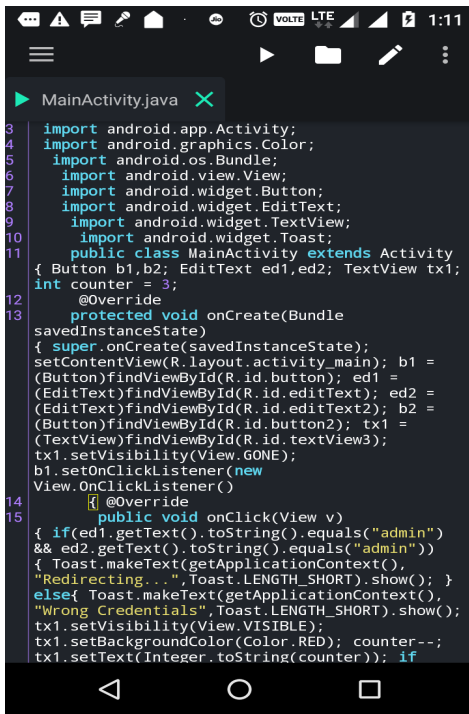 Jio VOLTE LTE 1:11
MainActivity.java
3 import android.app.Activity;
4 import android.graphics.Color;
5 import android.os.Bundle;
6 import android.view.View;
7 import android.widget.Button;
8 import android.widget.EditText;
9 import android.widget.TextView;
10 import android.widget.Toast;
11 public class MainActivity extends Activity
{ Button b1,b2; EditText ed1,ed2; TextView tx1;
int counter = 3;
12 @Override
13 protected void onCreate(Bundle
savedInstanceState)
{ super.onCreate(savedInstanceState);
setContentView(R.layout.activity_main); b1 =
(Button)findViewById(R.id.button); ed1 =
(EditText)findViewById(R.id.editText); ed2 =
(EditText)findViewById(R.id.editText2); b2 =
(Button)findViewById(R.id.button2); tx1 =
(TextView)findViewById(R.id.textView3);
tx1.setVisibility(View.GONE);
b1.setOnClickListener(new
View.OnClickListener()
14 { @Override
15 public void onClick(View v)
{ if(ed1.getText().toString().equals("admin")
&& ed2.getText().toString().equals("admin"))
{ Toast.makeText(getApplicationContext(),
"Redirecting...",Toast.LENGTH_SHORT).show(); }
else{ Toast.makeText(getApplicationContext(),
"Wrong Credentials",Toast.LENGTH_SHORT).show();
tx1.setVisibility(View.VISIBLE);
tx1.setBackgroundColor(Color.RED); counter--;
tx1.setText(Integer.toString(counter)); if